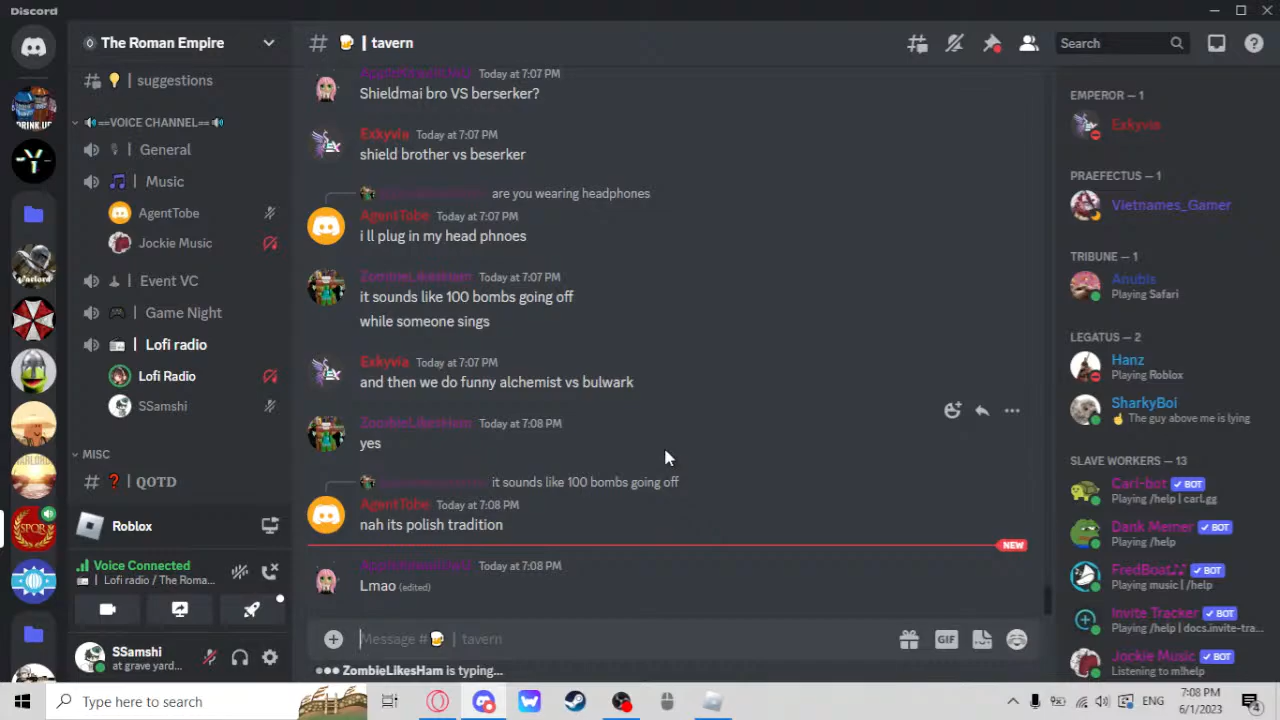 Discord
The Roman Empire
| tavern
Search
| suggestions
==VOICE CHANNEL==
| General
| Music
AgentTobe
Jockie Music
| Event VC
| Game Night
| Lofi radio
Lofi Radio
SSamshi
MISC
| QOTD
Roblox
Voice Connected
| Lofi radio / The Roma...
SSamshi
at grave yard...
Today at 7:07 PM
Shieldmai bro VS berserker?
Exkyvia Today at 7:07 PM
shield brother vs beserker
are you wearing headphones
AgentTobe Today at 7:07 PM
i ll plug in my head phnoes
ZombieLikesHam Today at 7:07 PM
it sounds like 100 bombs going off
while someone sings
Exkyvia Today at 7:07 PM
and then we do funny alchemist vs bulwark
ZombieLikesHam Today at 7:08 PM
yes
it sounds like 100 bombs going off
AgentTobe Today at 7:08 PM
nah its polish tradition
NEW
Today at 7:08 PM
Lmao (edited)
Message # | tavern
GIF
ZombieLikesHam is typing...
EMPEROR — 1
Exkyvia
PRAEFECTUS — 1
Vietnames_Gamer
TRIBUNE — 1
Anubis
Playing Safari
LEGATUS — 2
Hanz
Playing Roblox
SharkyBoi
The guy above me is lying
SLAVE WORKERS — 13
Carl-bot BOT
Playing /help | carl.gg
Dank Memer BOT
Playing /help
FredBoat♪♪ BOT
Playing music | /help
Invite Tracker BOT
Playing /help | docs.invite-tra...
Jockie Music BOT
Listening to m!help
Type here to search
ENG
7:08 PM
6/1/2023
4